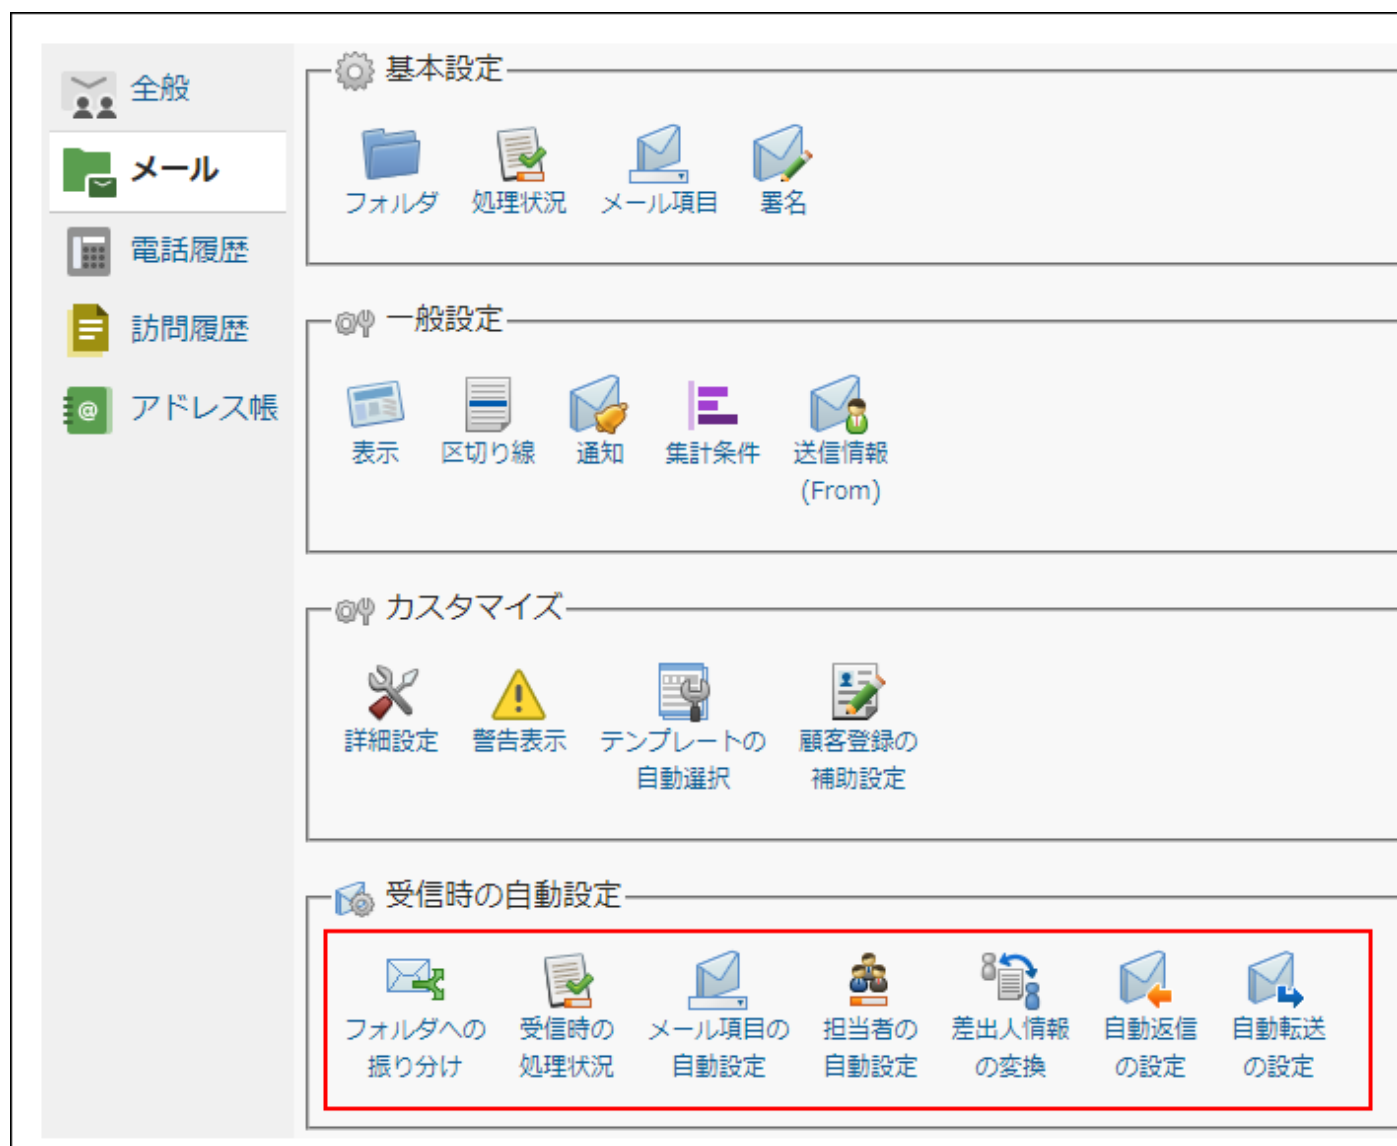 全般
メール
電話履歴
訪問履歴
アドレス帳
基本設定
フォルダ 処理状況 メール項目 署名
一般設定
表示 区切り線 通知 集計条件 送信情報
(From)
カスタマイズ
詳細設定 警告表示 テンプレートの 顧客登録の
自動選択 補助設定
受信時の自動設定
フォルダへの 受信時の メール項目の 担当者の 差出人情報 自動返信 自動転送
振り分け 処理状況 自動設定 自動設定 の変換 の設定 の設定